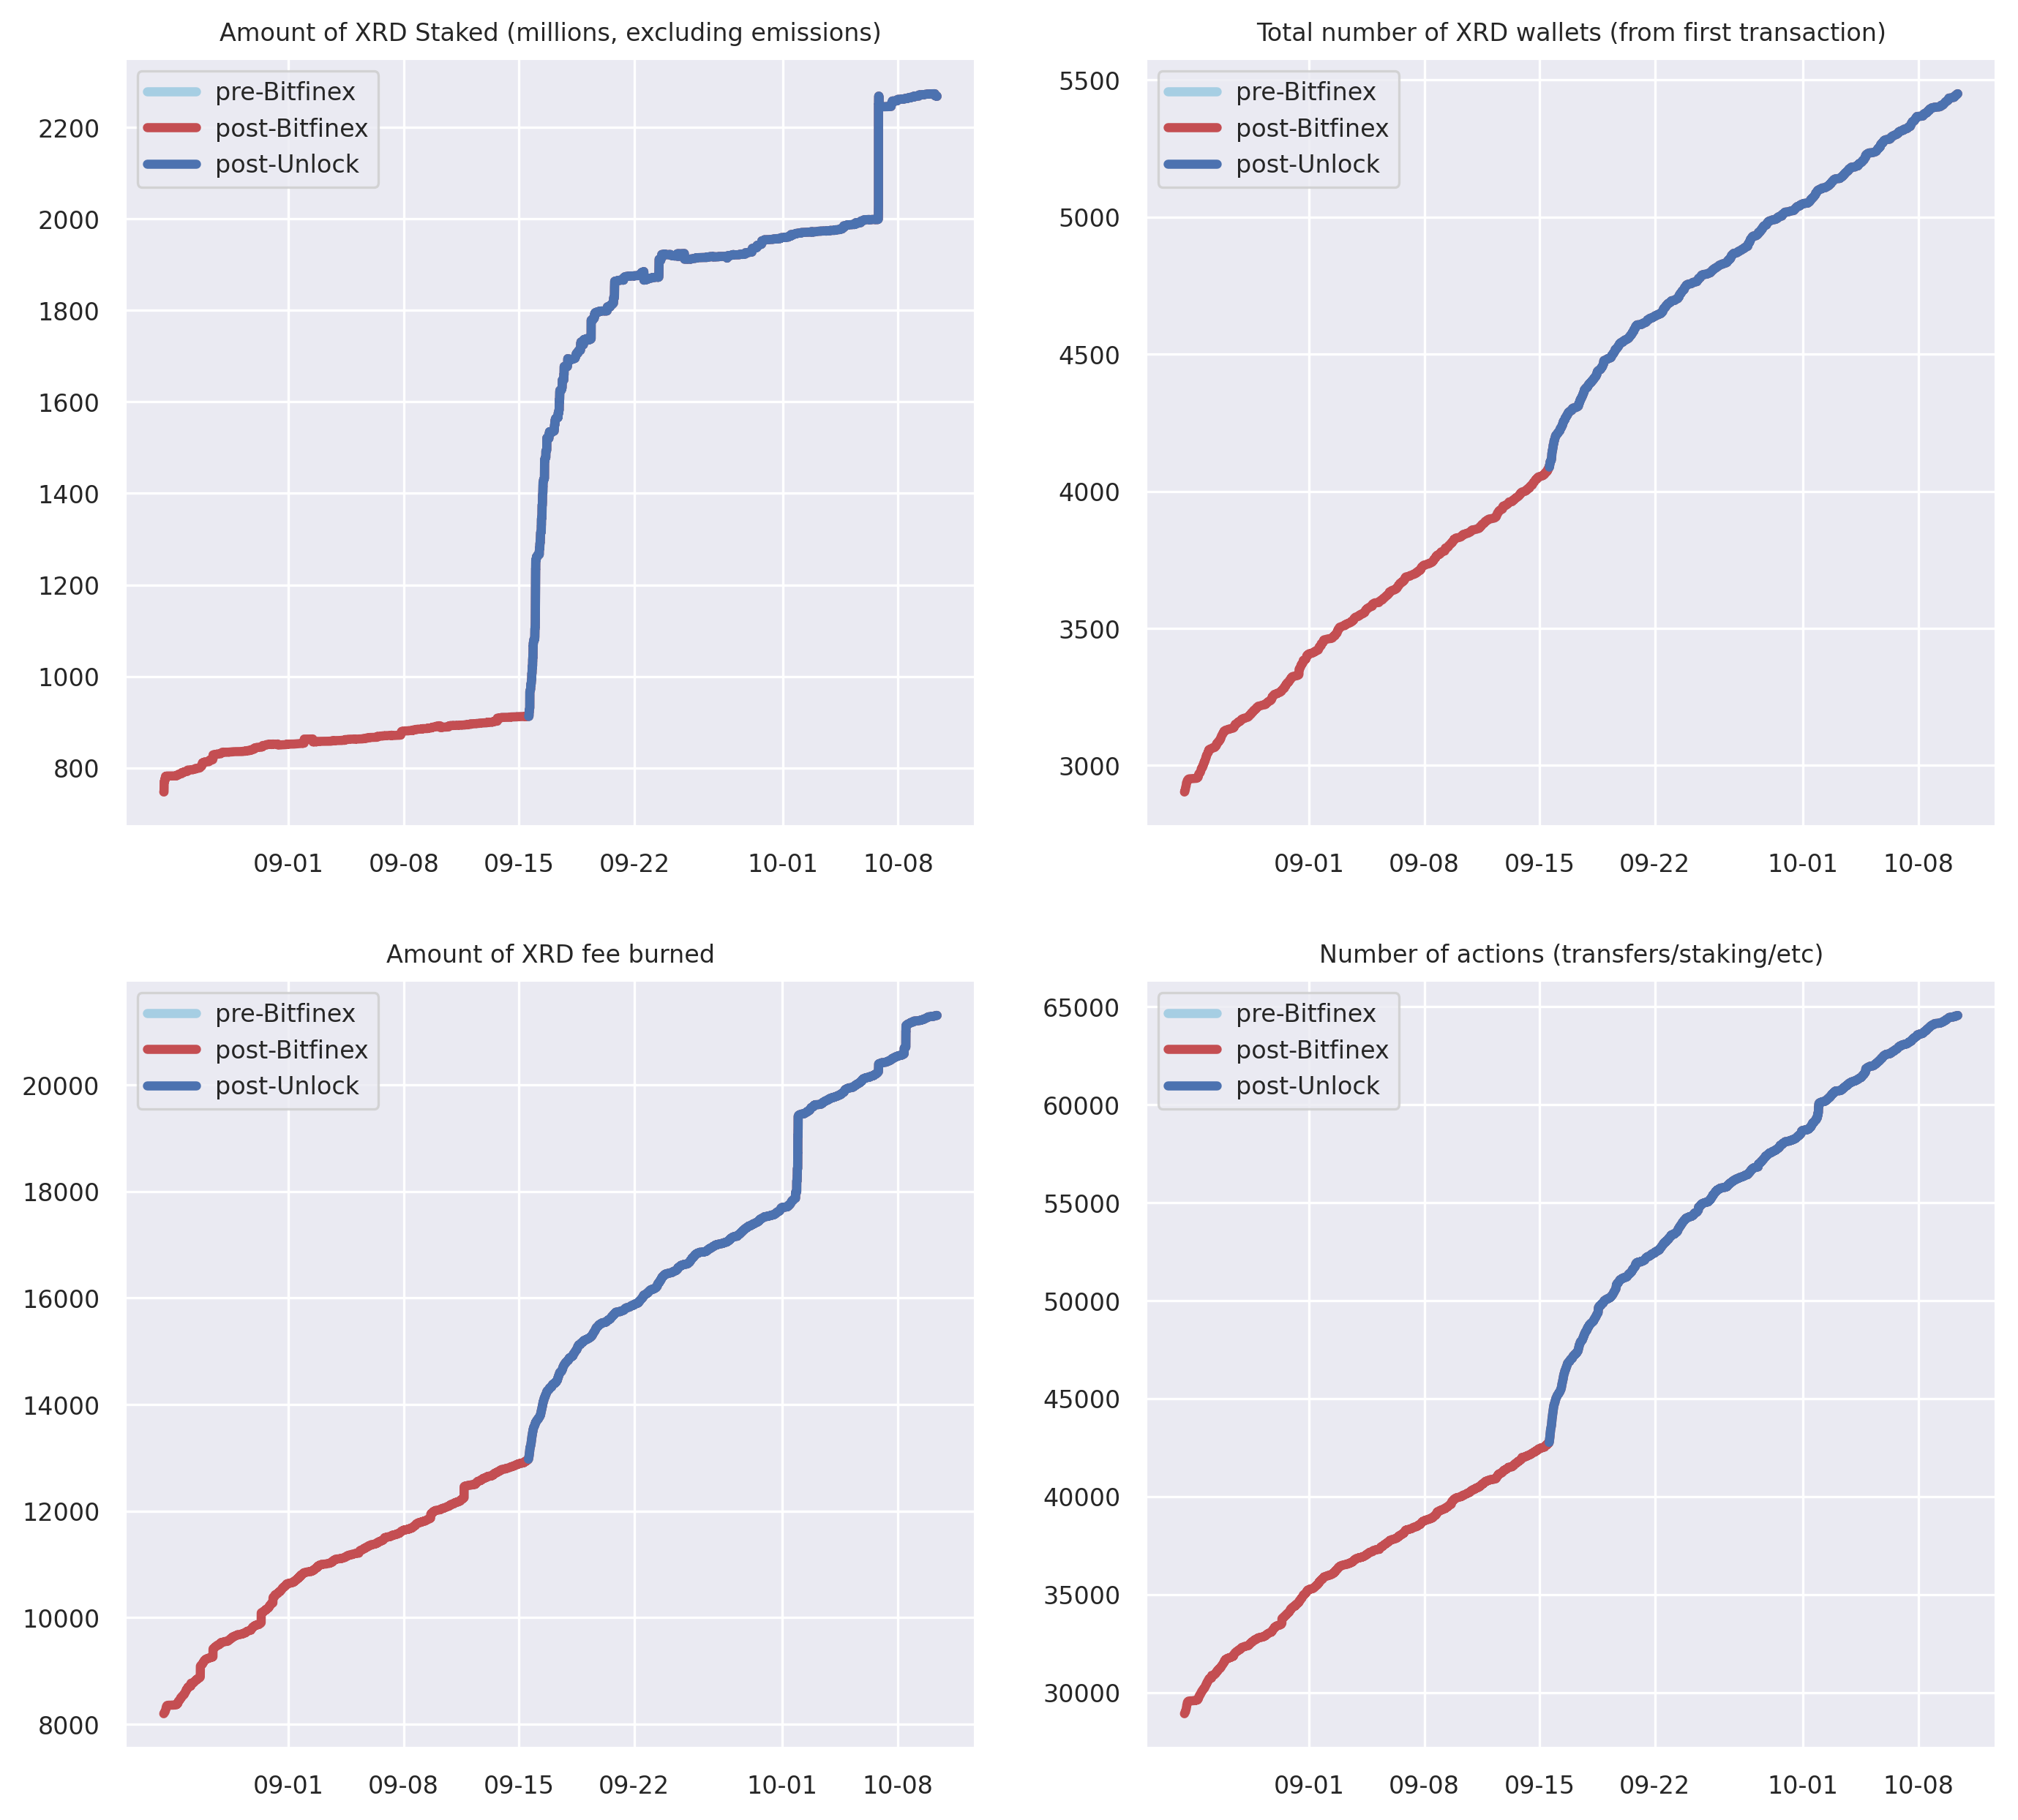 Amount of XRD Staked (millions, excluding emissions)
pre-Bitfinex
post-Bitfinex
post-Unlock
2200
2000
1800
1600
1400
1200
1000
800
09-01 09-08 09-15 09-22 10-01 10-08
Total number of XRD wallets (from first transaction)
pre-Bitfinex
post-Bitfinex
post-Unlock
5500
5000
4500
4000
3500
3000
09-01 09-08 09-15 09-22 10-01 10-08
Amount of XRD fee burned
pre-Bitfinex
post-Bitfinex
post-Unlock
20000
18000
16000
14000
12000
10000
8000
09-01 09-08 09-15 09-22 10-01 10-08
Number of actions (transfers/staking/etc)
pre-Bitfinex
post-Bitfinex
post-Unlock
65000
60000
55000
50000
45000
40000
35000
30000
09-01 09-08 09-15 09-22 10-01 10-08